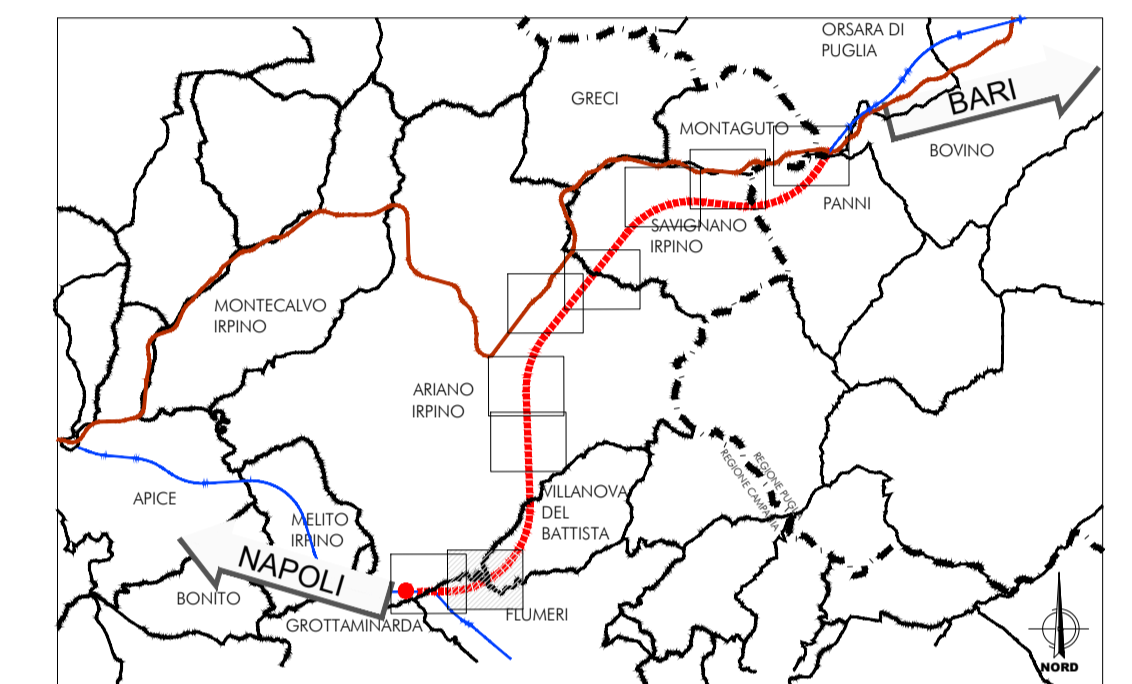 ORSARA DI
PUGLIA
GRECI
BARI
MONTAGUTO
BOVINO
PANNI
SAVIGNANO
IRPINO
MONTECALVO
IRPINO
ARIANO
IRPINO
REGIONE PUGLIA
REGIONE CAMPANIA
APICE
VILLANOVA
DEL
BATTISTA
MELITO
IRPINO
NAPOLI
BONITO
FLUMERI
GROTTAMINARDA
NORD